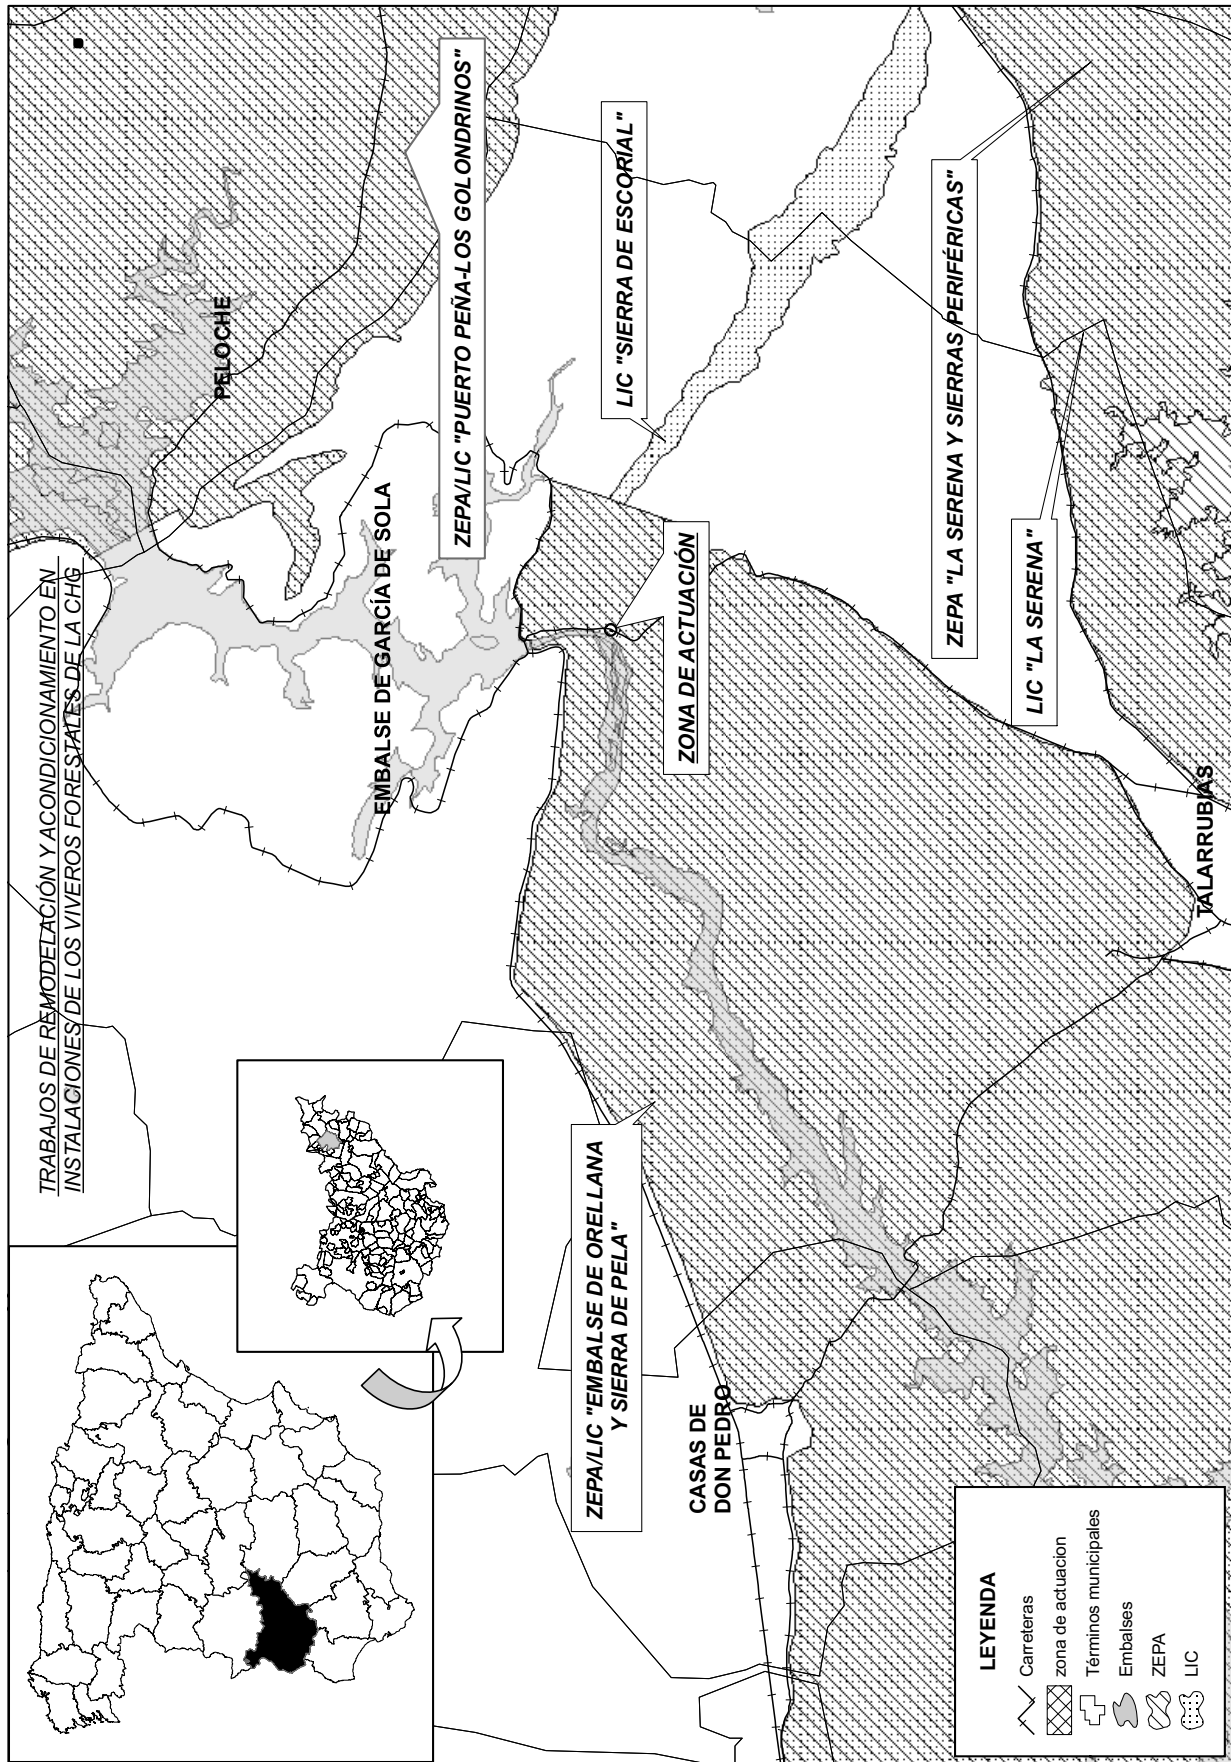 TRABAJOS DE REMODELACIÓN Y ACONDICIONAMIENTO EN
INSTALACIONES DE LOS VIVEROS FORESTALES DE LA CHG
PELOCHE
EMBALSE DE GARCÍA DE SOLA
ZEPA/LIC "PUERTO PEÑA-LOS GOLONDRINOS"
LIC "SIERRA DE ESCORIAL"
ZONA DE ACTUACIÓN
ZEPA/LIC "EMBALSE DE ORELLANA
Y SIERRA DE PELA"
CASAS DE
DON PEDRO
ZEPA "LA SERENA Y SIERRAS PERIFÉRICAS"
LIC "LA SERENA"
TALARRUBIAS
LEYENDA
Carreteras
zona de actuacion
Términos municipales
Embalses
ZEPA
LIC